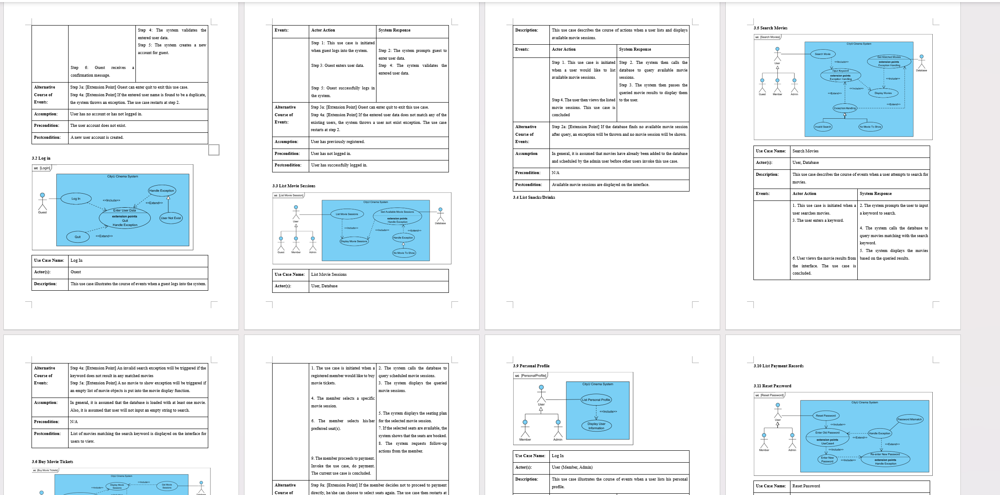 Step 4: The system validates the
entered user data.
Step 5: The system creates a new
account for guest.
Step 6: Guest receives a
confirmation message.
Alternative
Course of
Events:
Step 3a: [Extension Point] Guest can enter quit to exit this use case.
Step 4a: [Extension Point] If the entered user name is found to be a duplicate,
the system throws an exception. The use case restarts at step 2.
Assumption:
User has no account or has not logged in.
Precondition:
The user account does not exist.
Postcondition:
A new user account is created.
3.2 Log in
uc [Login]
CityU Cinema System
Handle Exception
Log In
<<Include>>
<<Extend>>
Guest
Enter User Data
extension points
Quit
Handle Exception
User Not Exist
Quit
<<Extend>>
Use Case Name:
Log In
Actor(s):
Guest
Description:
This use case illustrates the course of events when a guest logs into the system.
Events:
Actor Action
System Response
Step 1: This use case is initiated
when guest logs into the system.
Step 2: The system prompts guest to
enter user data.
Step 3: Guest enters user data.
Step 4: The system validates the
entered user data.
Step 5: Guest successfully logs in
the system.
Alternative
Course of
Events:
Step 3a: [Extension Point] Guest can enter quit to exit this use case.
Step 4a: [Extension Point] If the entered user data does not match any of the
existing users, the system throws a user not exist exception. The use case
restarts at step 2.
Assumption:
User has previously registered.
Precondition:
User has not logged in.
Postcondition:
User has successfully logged in.
3.3 List Movie Sessions
uc [List Movie Session]
CityU Cinema System
List Movie Sessions
Get Available Movie Sessions
extension points
Handle Exception
User
Database
<<Include>>
<<Include>>
<<Extend>>
Display Movie Sessions
Handle Exception
Guest
Member
Admin
No Movie To Show
Use Case Name:
List Movie Sessions
Actor(s):
User, Database
Description:
This use case describes the course of actions when a user lists and displays
available movie sessions.
Events:
Actor Action
System Response
Step 1. This use case is initiated
when a user would like to list
available movie sessions.
Step 2. The system then calls the
database to query available movie
sessions.
Step 3. The system then passes the
queried movie results to display them
to the user.
Step 4. The user then views the listed
movie sessions. This use case is
concluded
Alternative
Course of
Events:
Step 2a: [Extension Point] If the database finds no available movie session
after query, an exception will be thrown and no movie session will be shown.
Assumption
In general, it is assumed that movies have already been added to the database
and scheduled by the admin user before other users invoke this use case.
Precondition:
N/A
Postcondition:
Available movie sessions are displayed on the interface.
3.4 List Snacks/Drinks
3.5 Search Movies
uc [Search Movies]
CityU Cinema System
Search Movie
Get Matched Movies
extension points
Exception Handling
User
Database
<<Include>>
Input Keyword
extension points
Exception Handling
<<Include>>
<<Include>>
Guest
Member
Admin
<<Extend>>
Display Movies
<<Extend>>
Exception Handling
Invalid Search
No Movie To Show
Use Case Name:
Search Movies
Actor(s):
User, Database
Description:
This use case describes the course of events when a user attempts to search for
movies.
Events:
Actor Action
System Response
1. This use case is initiated when a
user searches movies.
3. The user enters a keyword.
2. The system prompts the user to input
a keyword to search.
4. The system calls the database to
query movies matching with the search
keyword.
5. The system displays the movies
based on the queried results.
6. User views the movie results from
the interface. The use case is
concluded.
Alternative
Course of
Events:
Step 4a: [Extension Point] An invalid search exception will be triggered if the
keyword does not result in any matched movies
Step 5a: [Extension Point] A no movie to show exception will be triggered if
an empty list of movie objects is put into the movie display function.
Assumption:
In general, it is assumed that the database is loaded with at least one movie.
Also, it is assumed that user will not input an empty string to search.
Precondition:
N/A
Postcondition:
List of movies matching the search keyword is displayed on the interface for
users to view.
3.6 Buy Movie Tickets
uc [Buy Movie Tickets]
CityU Cinema System
<<Include>>
Display Movie
Sessions
<<Include>>
Get Movie
Sessions
Database
1. The use case is initiated when a
registered member would like to buy
movie tickets.
2. The system calls the database to
query scheduled movie sessions.
3. The system displays the queried
movie sessions.
4. The member selects a specific
movie session.
5. The system displays the seating plan
for the selected movie session.
6. The member selects his/her
preferred seat(s).
7. If the selected seats are available, the
system shows that the seats are booked.
8. The system requests follow-up
actions from the member.
9. The member proceeds to payment.
Invoke the use case, do payment.
The current use case is concluded.
Alternative
Course of
Step 9a: [Extension Point] If the member decides not to proceed to payment
directly, he/she can choose to select seats again. The use case then restarts at
3.9 Personal Profile
uc [PersonalProfile]
CityU Cinema System
List Personal Profile
User
<<Include>>
Display User
Information
Member
Admin
Use Case Name:
Log In
Actor(s):
User (Member, Admin)
Description:
This use case illustrates the course of events when a user lists his personal
profile.
3.10 List Payment Records
3.11 Reset Password
uc [Reset Password]
CityU Cinema System
Reset Password
User
Password Mismatch
<<Include>>
Enter Old Password
extension points
UseCase4
<<Extend>>
Handle Exception
<<Extend>>
Member
Admin
<<Include>>
Enter New
Password
<<Include>>
Re-enter New Password
extension points
Handle Exception
Use Case Name:
Reset Password